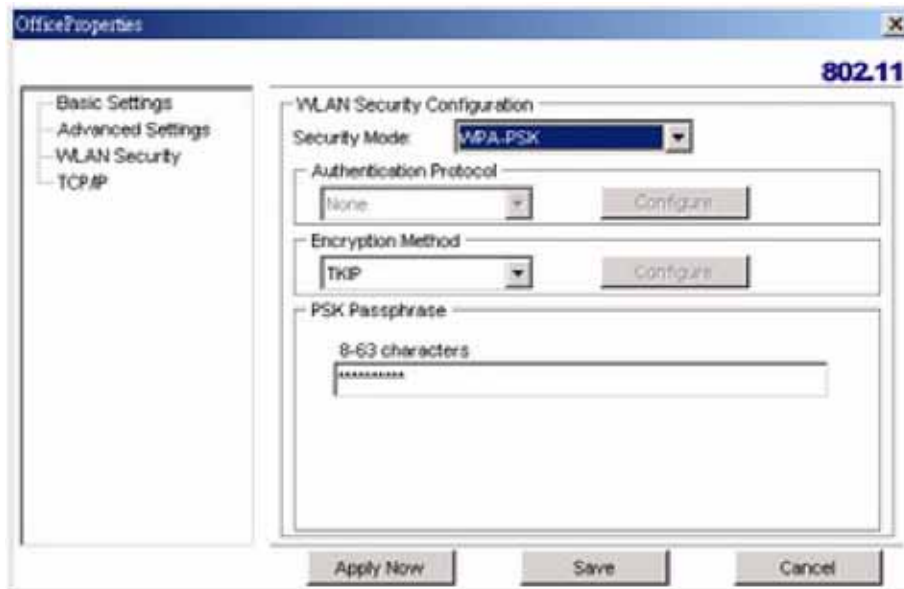 OfficeProperties
802.11
Basic Settings
Advanced Settings
WLAN Security
TCP/IP
WLAN Security Configuration
Security Mode: WPA-PSK
Authentication Protocol
None Configure
Encryption Method
TKIP Configure
PSK Passphrase
8-63 characters
**********
Apply Now Save Cancel